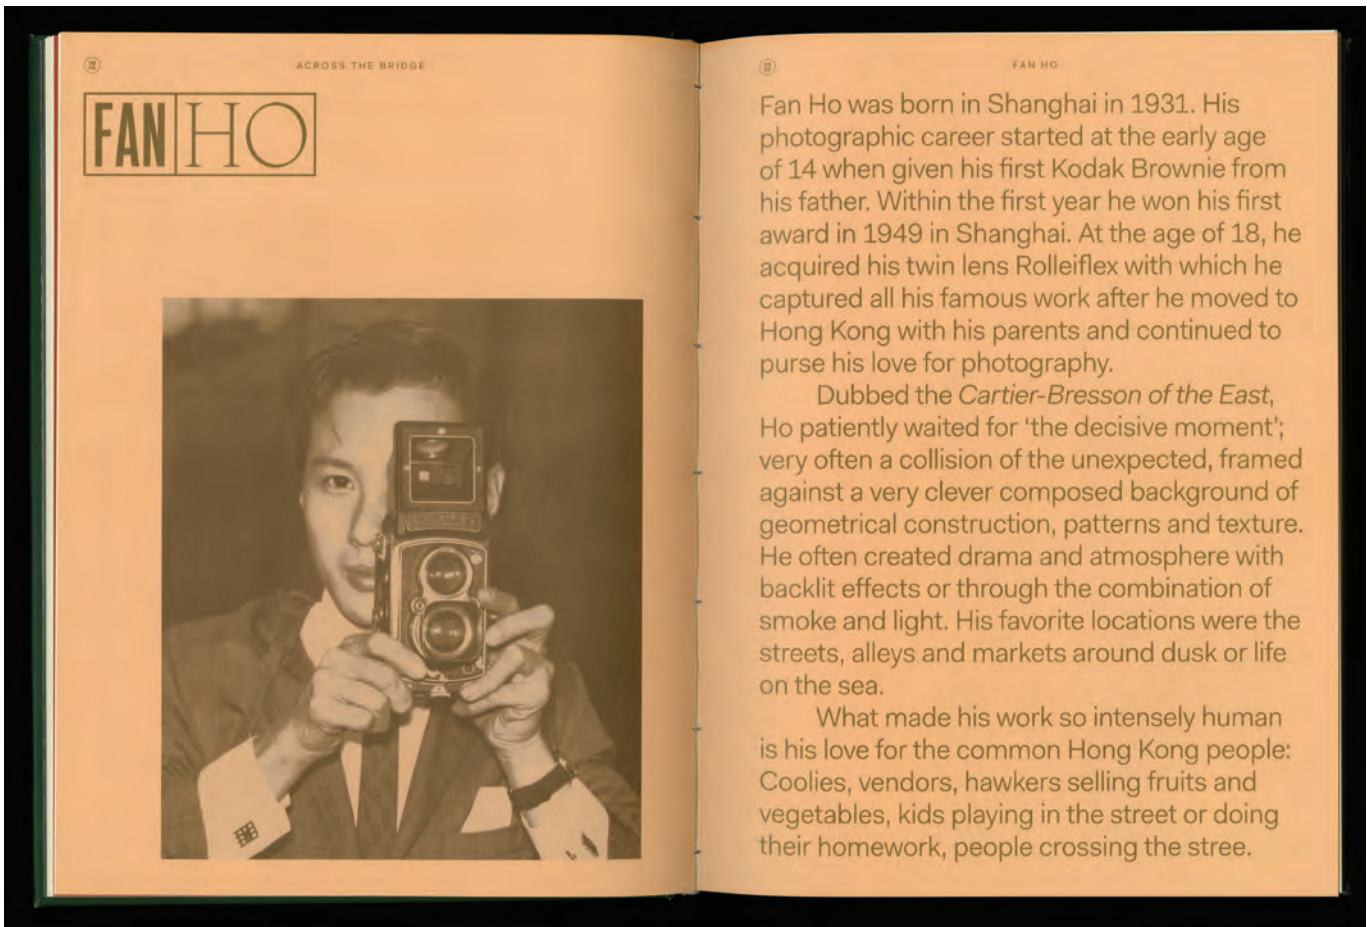 ACROSS THE BRIDGE
FAN HO
FAN HO
Fan Ho was born in Shanghai in 1931. His
photographic career started at the early age
of 14 when given his first Kodak Brownie from
his father. Within the first year he won his first
award in 1949 in Shanghai. At the age of 18, he
acquired his twin lens Rolleiflex with which he
captured all his famous work after he moved to
Hong Kong with his parents and continued to
purse his love for photography.
Dubbed the Cartier-Bresson of the East,
Ho patiently waited for ‘the decisive moment’;
very often a collision of the unexpected, framed
against a very clever composed background of
geometrical construction, patterns and texture.
He often created drama and atmosphere with
backlit effects or through the combination of
smoke and light. His favorite locations were the
streets, alleys and markets around dusk or life
on the sea.
What made his work so intensely human
is his love for the common Hong Kong people:
Coolies, vendors, hawkers selling fruits and
vegetables, kids playing in the street or doing
their homework, people crossing the stree.